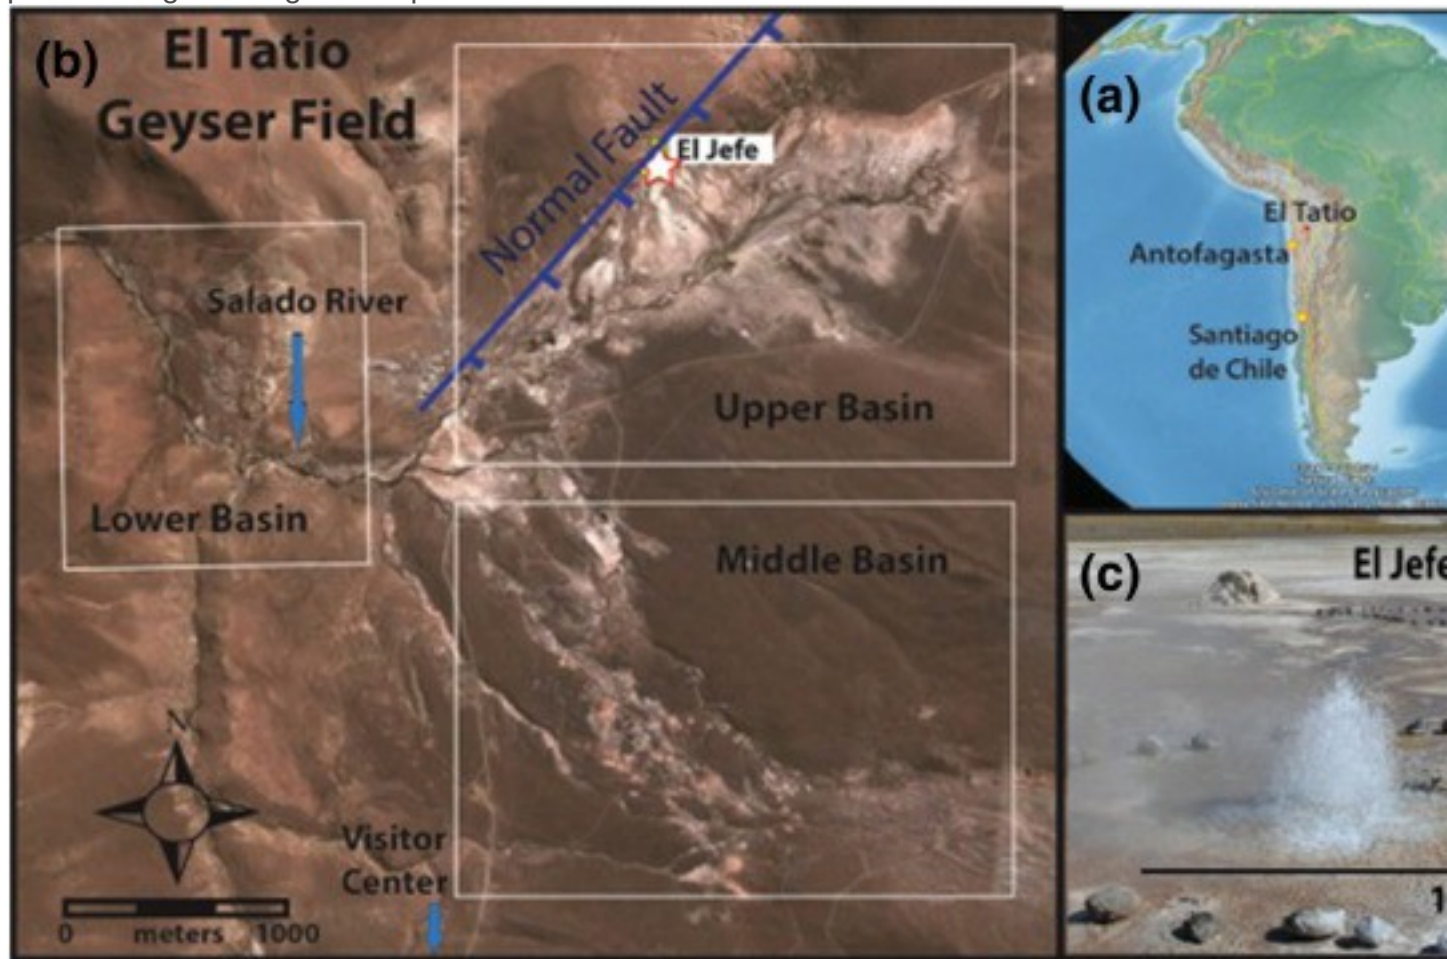 (b)
El Tatio
Geyser Field
Normal Fault
El Jefe
Salado River
Upper Basin
Lower Basin
Middle Basin
N
Visitor
Center
0 meters 1000
(a)
El Tatio
Antofagasta
Santiago
de Chile
(c)
El Jefe
1